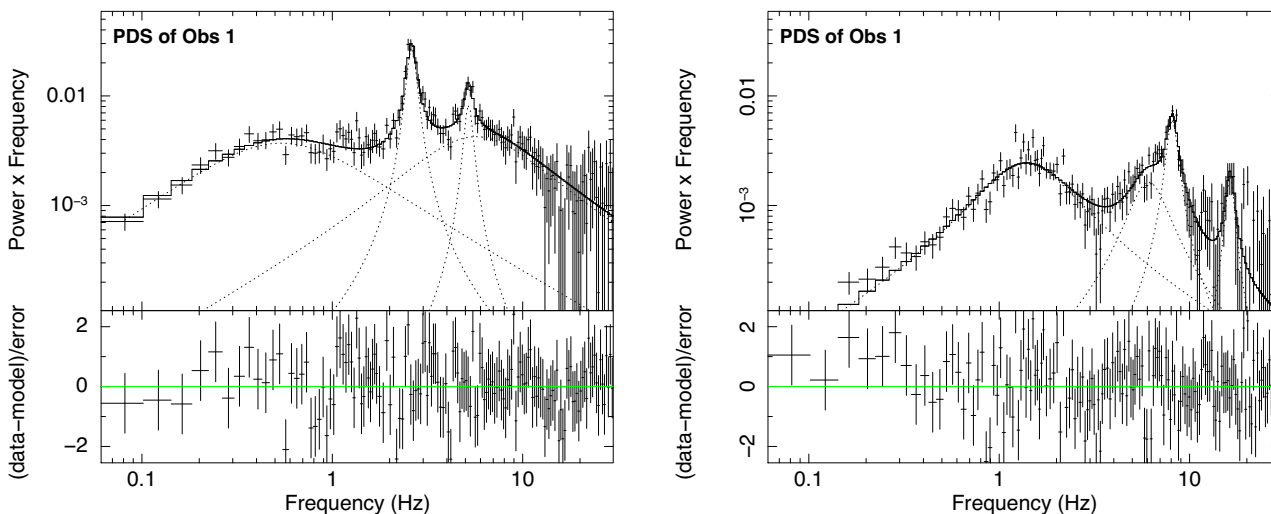 PDS of Obs 1
Power x Frequency
0.01
10⁻³
(data−model)/error
2
0
−2
0.1
1
10
Frequency (Hz)
PDS of Obs 1
Power x Frequency
0.01
10⁻³
(data−model)/error
2
0
−2
0.1
1
10
Frequency (Hz)